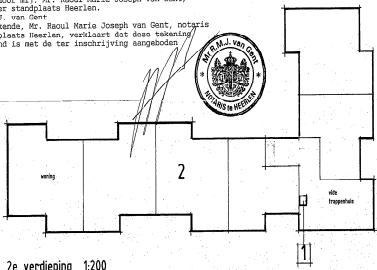 Mr. Raoul Marie Joseph van Gent,
er standplaats Heerlen.
J. van Gent
kende, Mr. Raoul Marie Joseph van Gent, notaris
plaats Heerlen, verklaart dat deze tekening
nd is met de ter inschrijving aangeboden
Mr. R.M.J. van Gent
NOTARIS te HEERLEN
woning
2
vide
trappenhuis
1
2e verdieping 1:200